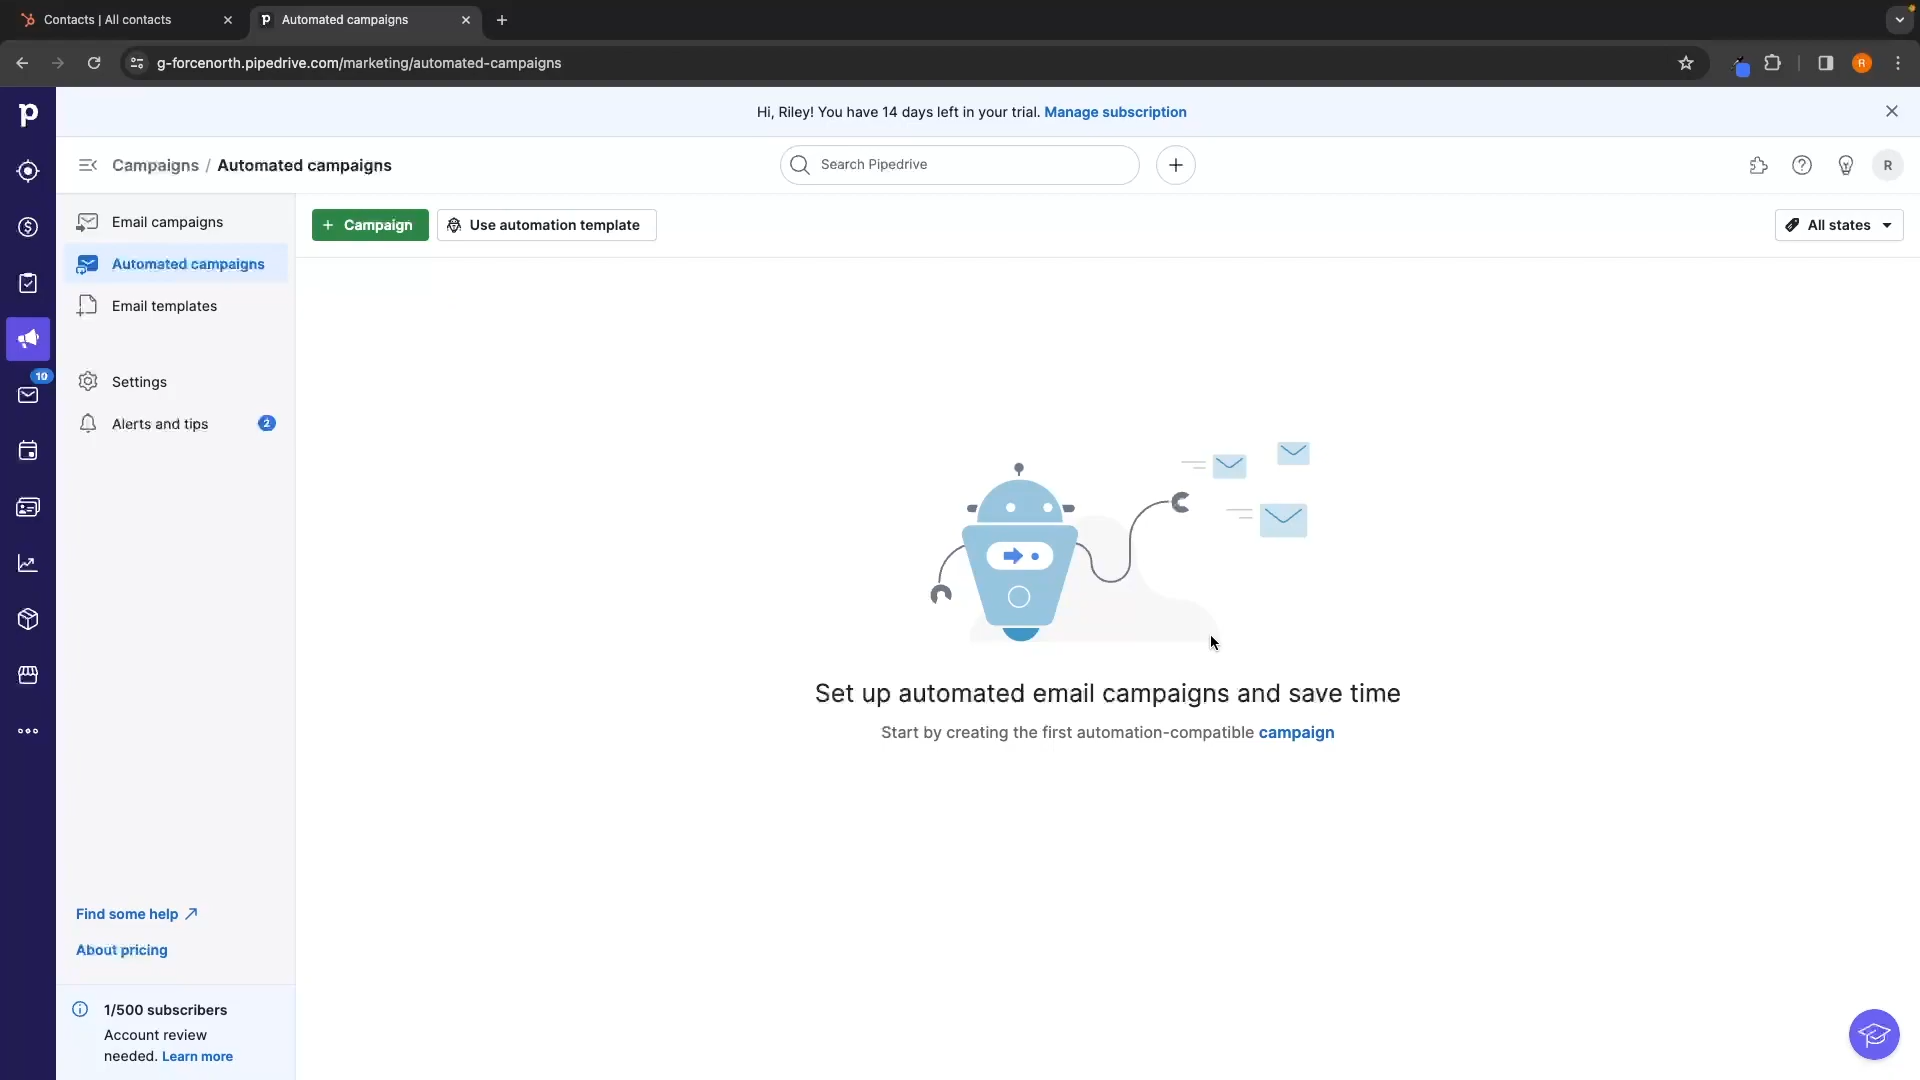 Contacts | All contacts
Automated campaigns
g-forcenorth.pipedrive.com/marketing/automated-campaigns
R
Hi, Riley! You have 14 days left in your trial. Manage subscription
Campaigns / Automated campaigns
Search Pipedrive
R
Email campaigns
Automated campaigns
Email templates
Settings
Alerts and tips
2
10
+ Campaign
Use automation template
All states
Set up automated email campaigns and save time
Start by creating the first automation-compatible campaign
Find some help
About pricing
1/500 subscribers
Account review
needed. Learn more